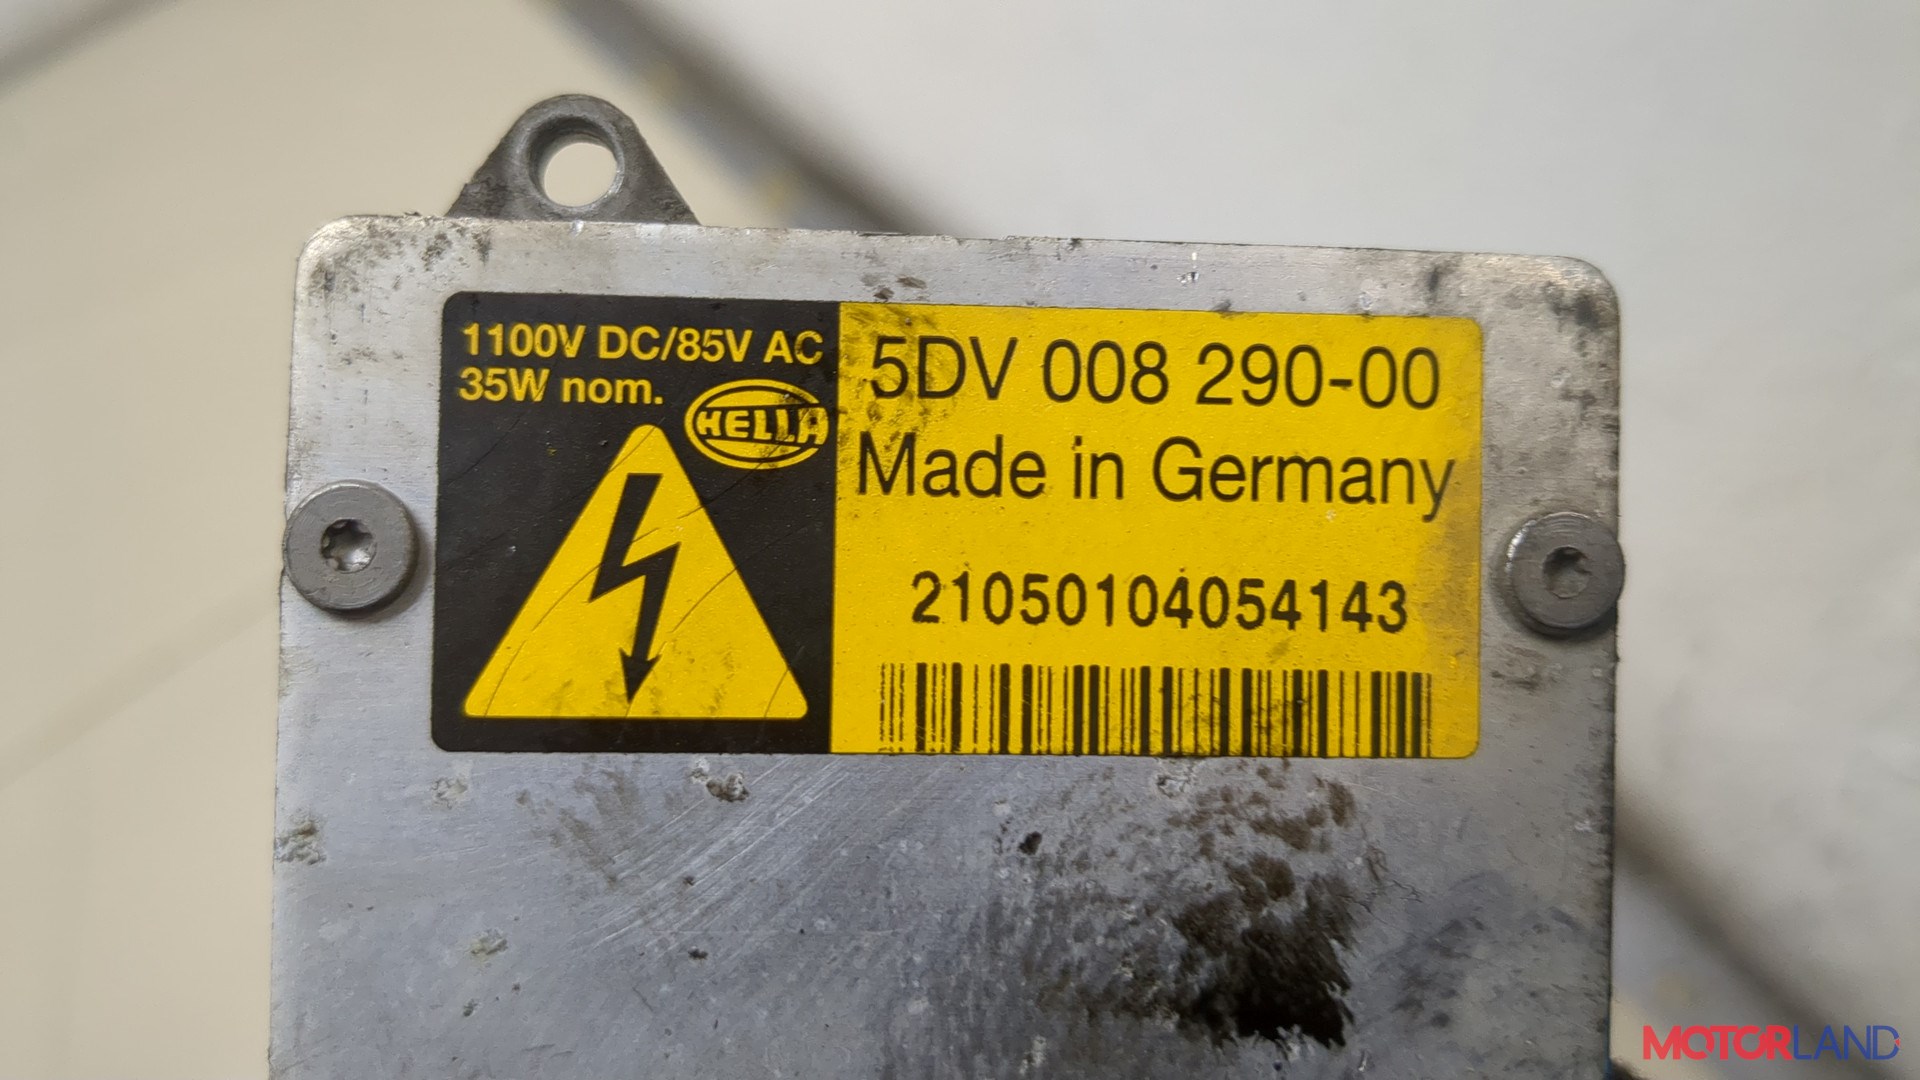 1100V DC/85V AC
35W nom.
HELLA
5DV 008 290-00
Made in Germany
21050104054143
MOTORLAND